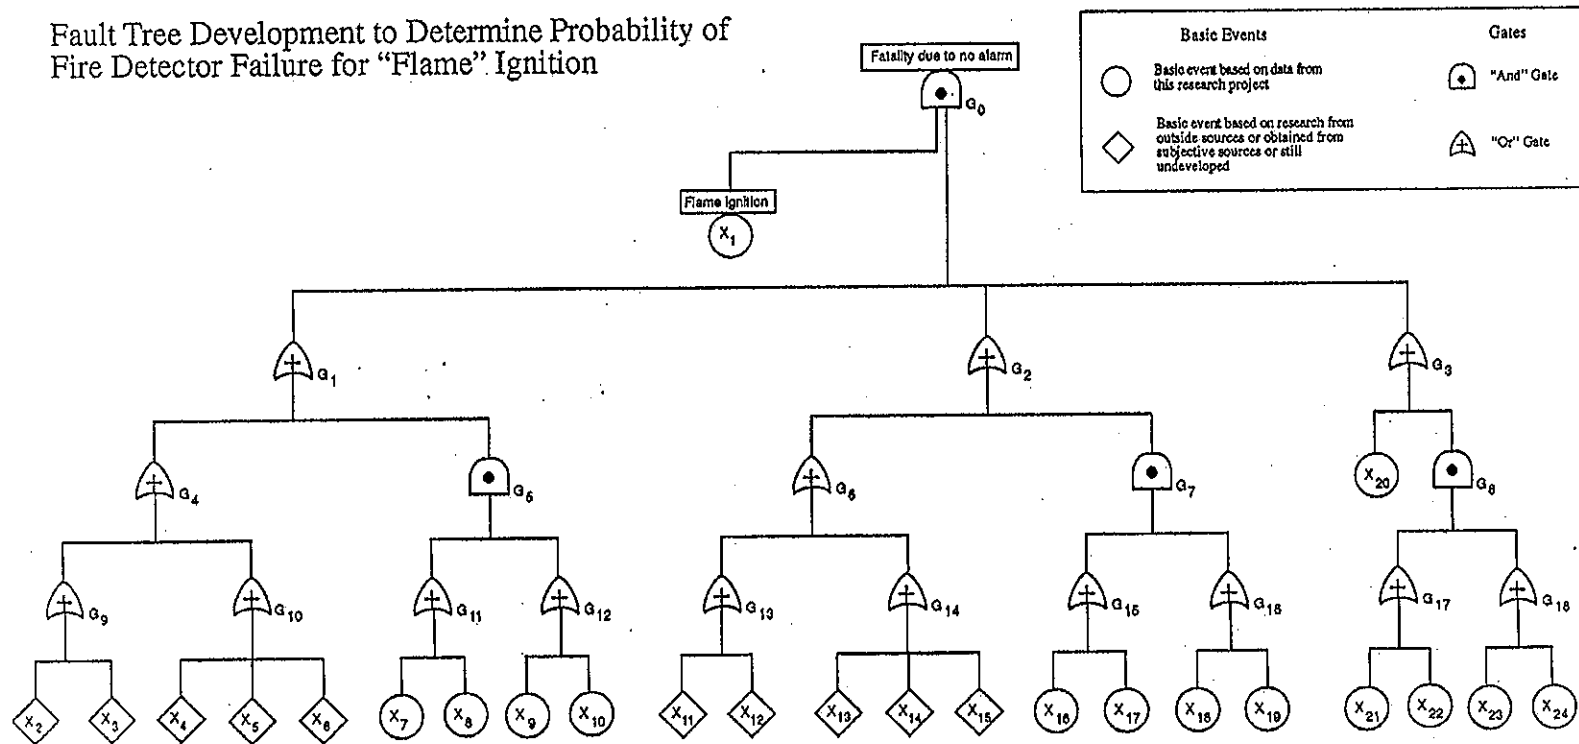 Fault Tree Development to Determine Probability of
Fire Detector Failure for “Flame” Ignition
Basic Events
Gates
Basic event based on data from
this research project
"And" Gate
Basic event based on research from
outside sources or obtained from
subjective sources or still
undeveloped
"Or" Gate
Fatality due to no alarm
G0
Flame Ignition
X1
G1
G2
G3
G4
G5
G6
G7
X20
G8
G9
G10
G11
G12
G13
G14
G15
G16
G17
G18
X2
X3
X4
X5
X6
X7
X8
X9
X10
X11
X12
X13
X14
X15
X16
X17
X18
X19
X21
X22
X23
X24